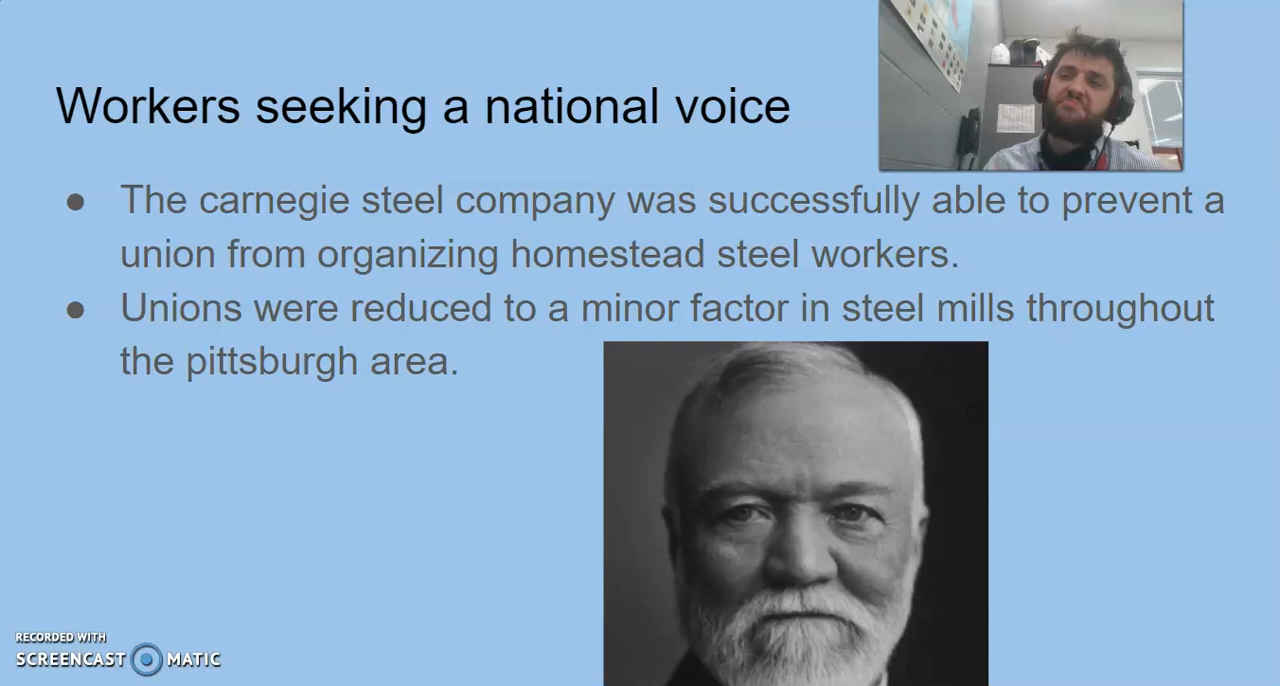 Workers seeking a national voice
● The carnegie steel company was successfully able to prevent a
union from organizing homestead steel workers.
● Unions were reduced to a minor factor in steel mills throughout
the pittsburgh area.
RECORDED WITH
SCREENCAST MATIC